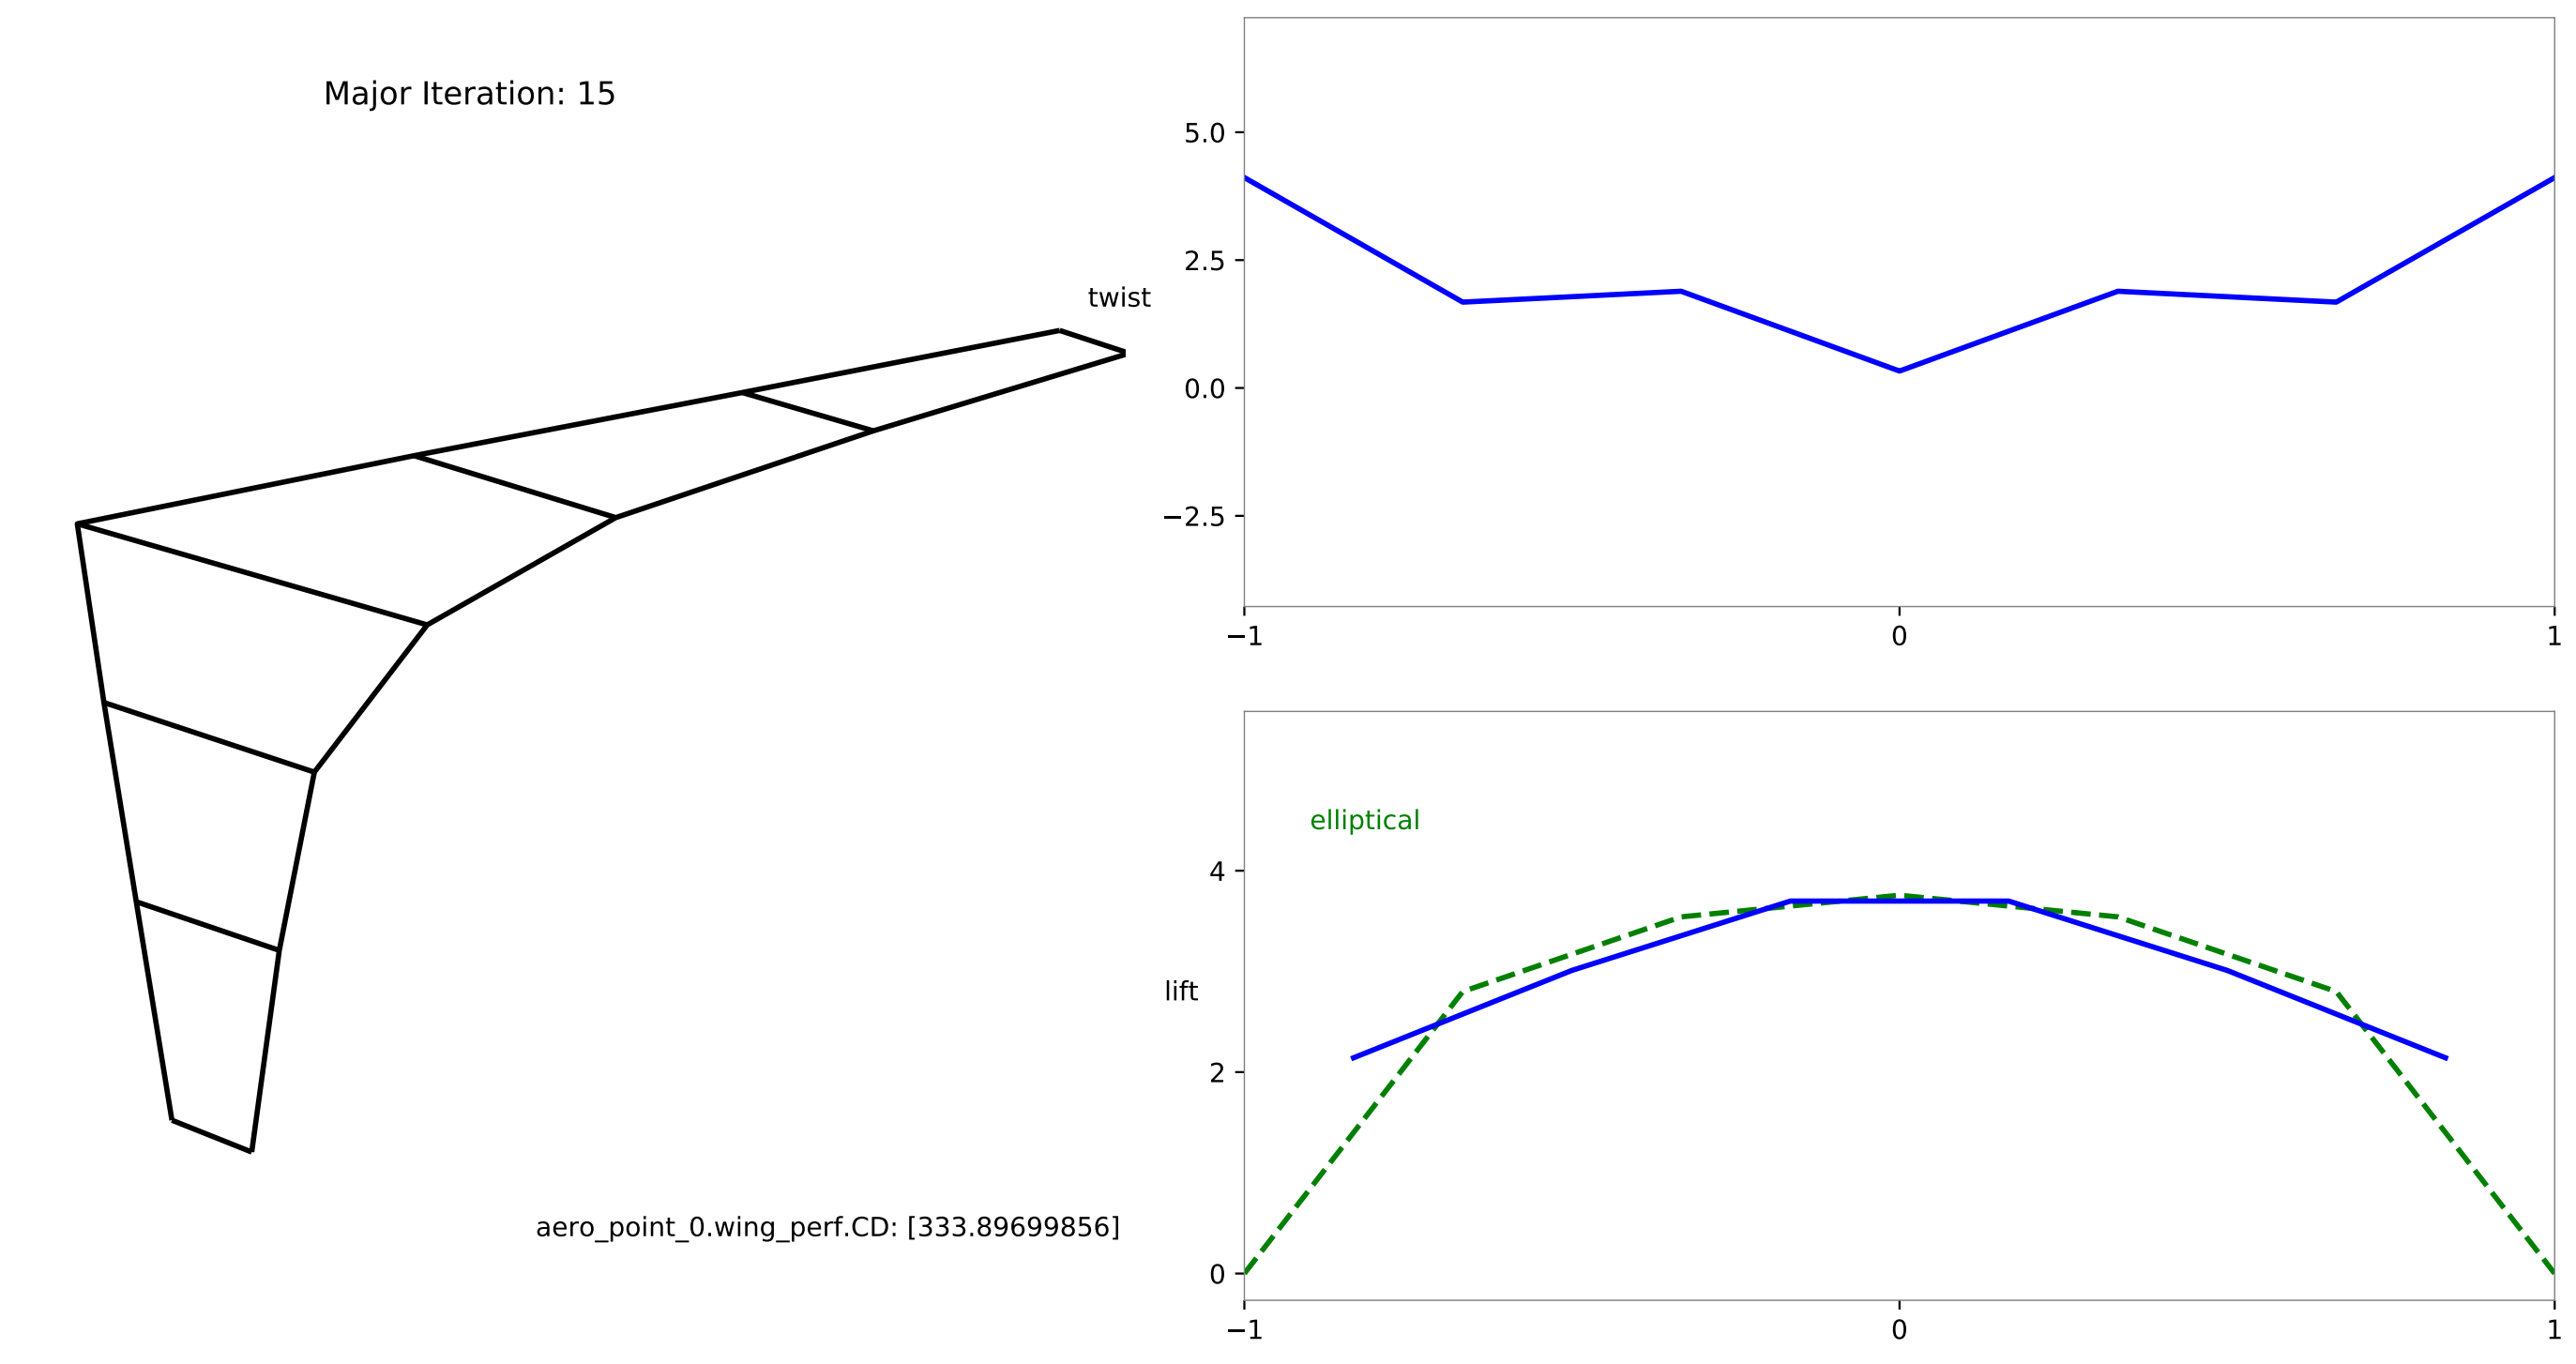 Major Iteration: 15
twist
5.0
2.5
0.0
−2.5
−1 0 1
elliptical
lift
4
2
0
−1 0 1
aero_point_0.wing_perf.CD: [333.89699856]